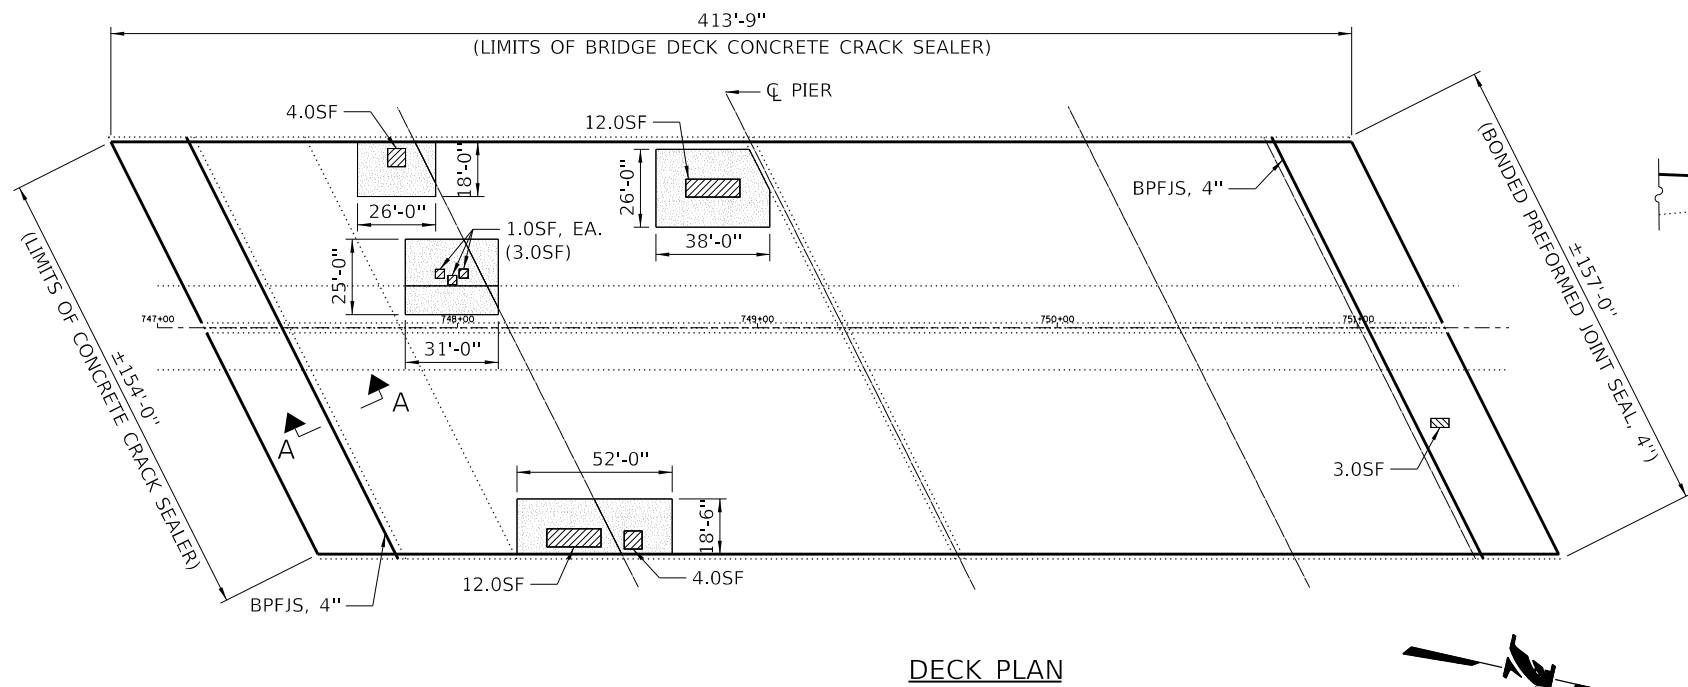 413'-9"
(LIMITS OF BRIDGE DECK CONCRETE CRACK SEALER)
℄ PIER
4.0SF
12.0SF
18'-0"
26'-0"
26'-0"
38'-0"
1.0SF, EA.
(3.0SF)
BPFJS, 4"
25'-0"
31'-0"
747+00
748+00
749+00
750+00
751+00
±157'-0"
(BONDED PREFORMED JOINT SEAL, 4")
±154'-0"
(LIMITS OF CONCRETE CRACK SEALER)
A
A
52'-0"
18'-6"
3.0SF
12.0SF
4.0SF
BPFJS, 4"
DECK PLAN